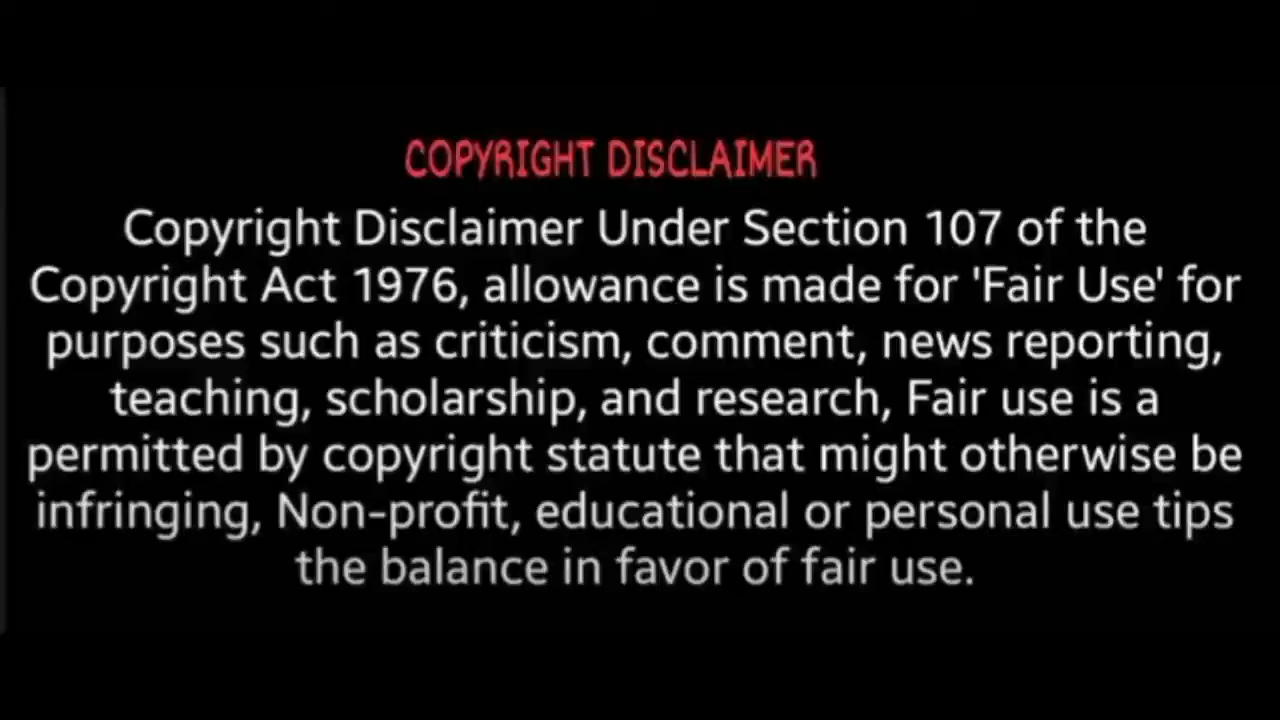 COPYRIGHT DISCLAIMER
Copyright Disclaimer Under Section 107 of the
Copyright Act 1976, allowance is made for 'Fair Use' for
purposes such as criticism, comment, news reporting,
teaching, scholarship, and research, Fair use is a
permitted by copyright statute that might otherwise be
infringing, Non-profit, educational or personal use tips
the balance in favor of fair use.